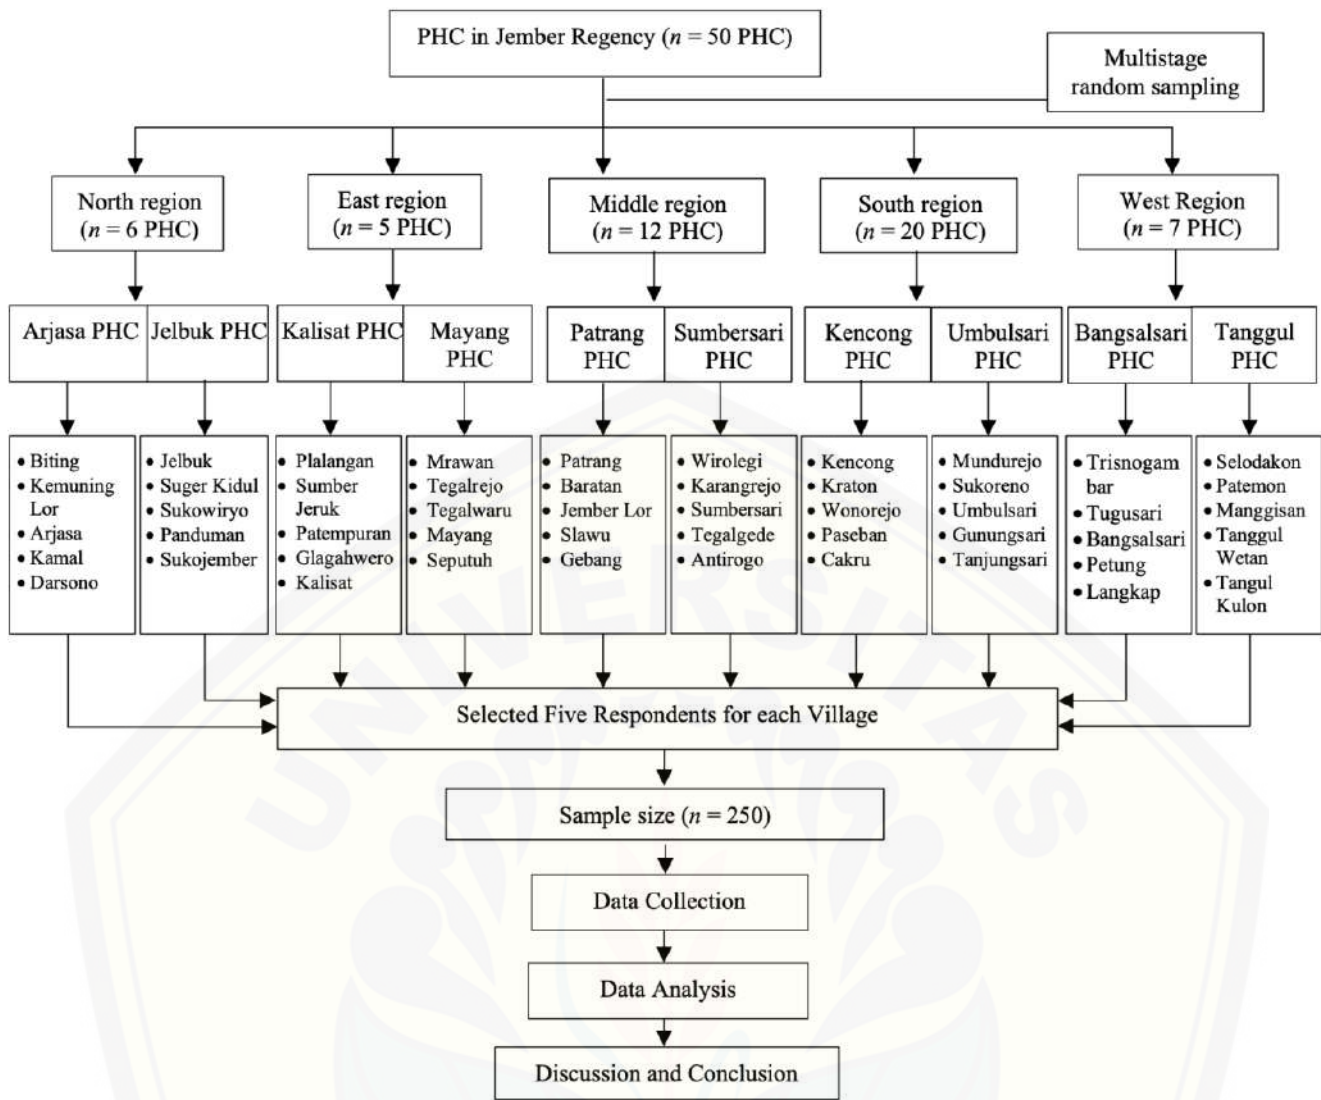 PHC in Jember Regency (n = 50 PHC)
Multistage
random sampling
North region
(n = 6 PHC)
East region
(n = 5 PHC)
Middle region
(n = 12 PHC)
South region
(n = 20 PHC)
West Region
(n = 7 PHC)
Arjasa PHC
Jelbuk PHC
Kalisat PHC
Mayang
PHC
Patrang
PHC
Sumbersari
PHC
Kencong
PHC
Umbulsari
PHC
Bangsalsari
PHC
Tanggul
PHC
• Biting
• Kemuning
Lor
• Arjasa
• Kamal
• Darsono
• Jelbuk
• Suger Kidul
• Sukowiryo
• Panduman
• Sukojember
• Plalangan
• Sumber
Jeruk
• Patempuran
• Glagahwero
• Kalisat
• Mrawan
• Tegalrejo
• Tegalwaru
• Mayang
• Seputuh
• Patrang
• Baratan
• Jember Lor
• Slawu
• Gebang
• Wirolegi
• Karangrejo
• Sumbersari
• Tegalgede
• Antirogo
• Kencong
• Kraton
• Wonorejo
• Paseban
• Cakru
• Mundurejo
• Sukoreno
• Umbulsari
• Gunungsari
• Tanjungsari
• Trisnogam
bar
• Tugusari
• Bangsalsari
• Petung
• Langkap
• Selodakon
• Patemon
• Manggisan
• Tanggul
Wetan
• Tangul
Kulon
Selected Five Respondents for each Village
Sample size (n = 250)
Data Collection
Data Analysis
Discussion and Conclusion
UNIVERSITAS